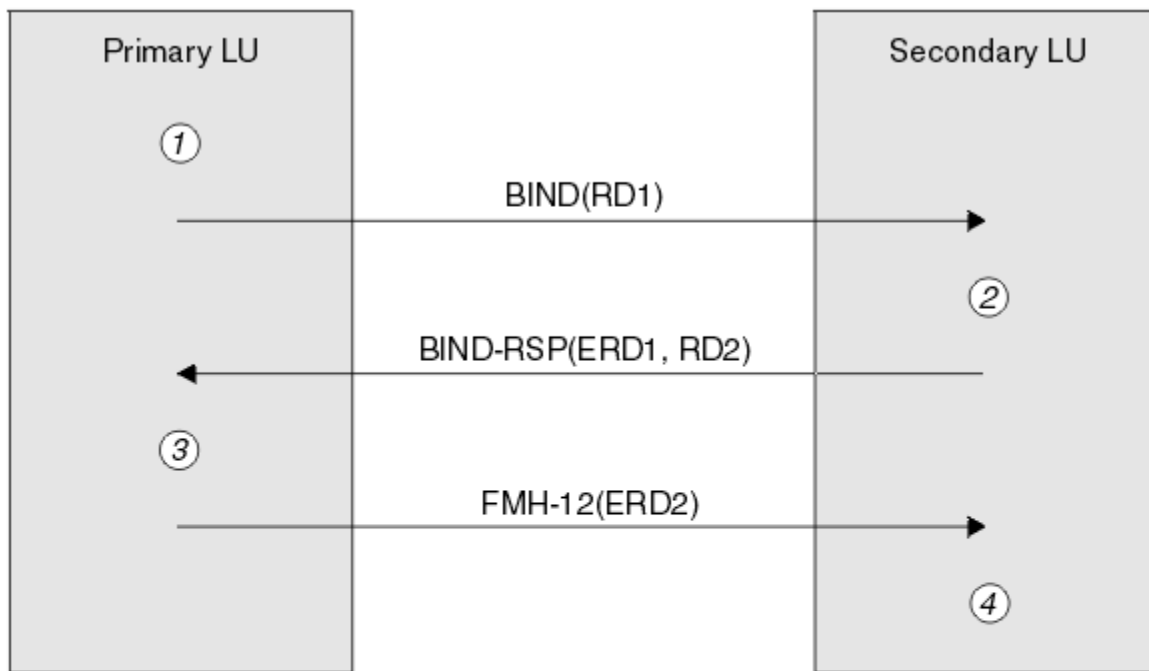 Primary LU
Secondary LU
1
BIND(RD1)
2
BIND-RSP(ERD1, RD2)
3
FMH-12(ERD2)
4